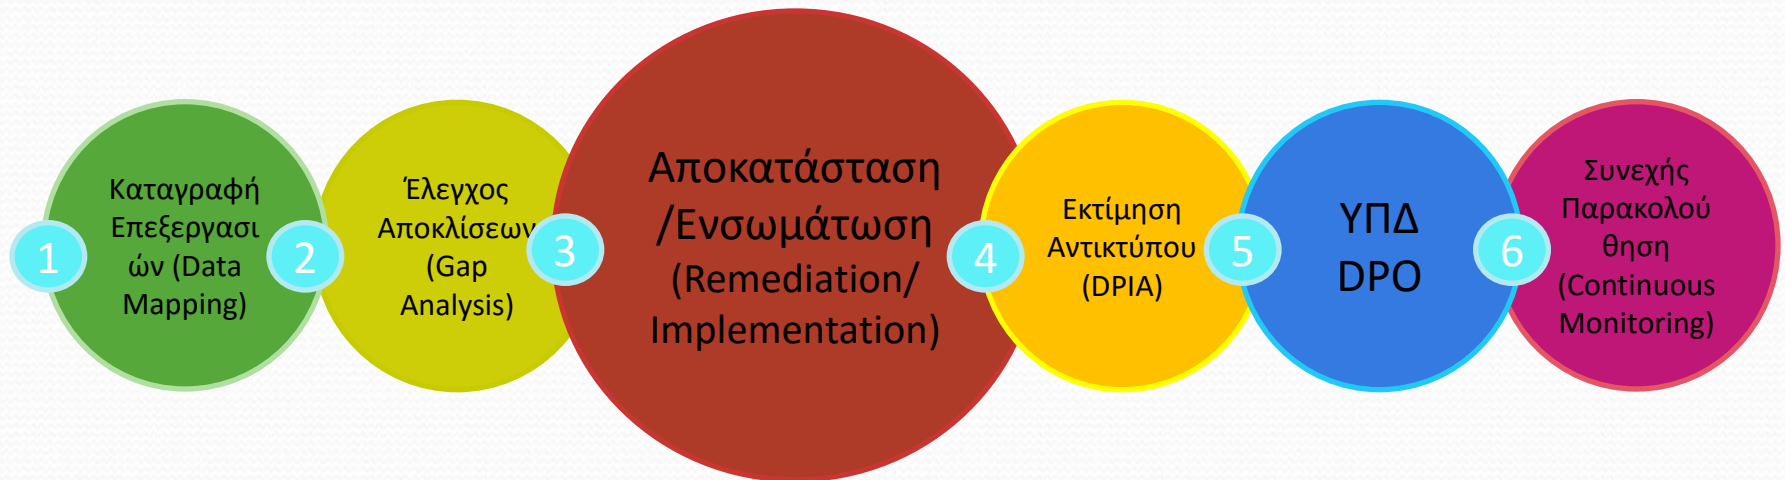 1
Καταγραφή
Επεξεργασι
ών (Data
Mapping)
2
Έλεγχος
Αποκλίσεων
(Gap
Analysis)
3
Αποκατάσταση
/Ενσωμάτωση
(Remediation/
Implementation)
4
Εκτίμηση
Αντικτύπου
(DPIA)
5
ΥΠΔ
DPO
6
Συνεχής
Παρακολού
θηση
(Continuous
Monitoring)